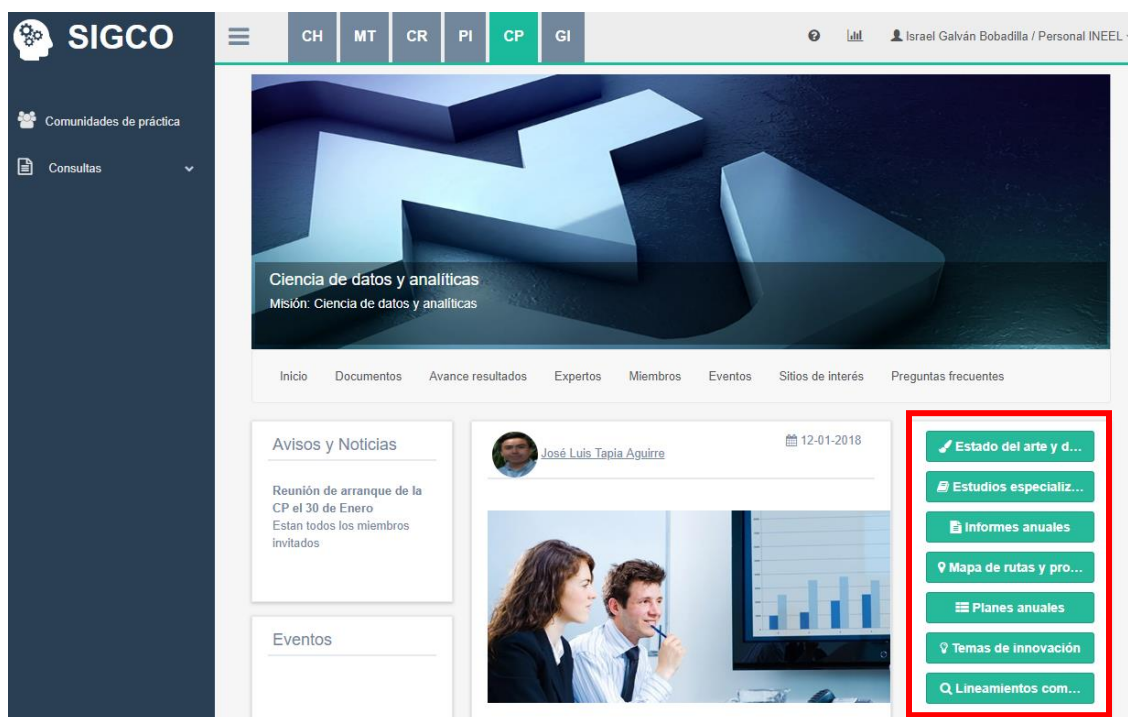 SIGCO
CH MT CR PI CP GI
Israel Galván Bobadilla / Personal INEEL
Comunidades de práctica
Consultas
Ciencia de datos y analíticas
Misión: Ciencia de datos y analíticas
Inicio Documentos Avance resultados Expertos Miembros Eventos Sitios de interés Preguntas frecuentes
Avisos y Noticias
Reunión de arranque de la
CP el 30 de Enero
Estan todos los miembros
invitados
Eventos
José Luis Tapia Aguirre
12-01-2018
Estado del arte y d...
Estudios especializ...
Informes anuales
Mapa de rutas y pro...
Planes anuales
Temas de innovación
Lineamientos com...